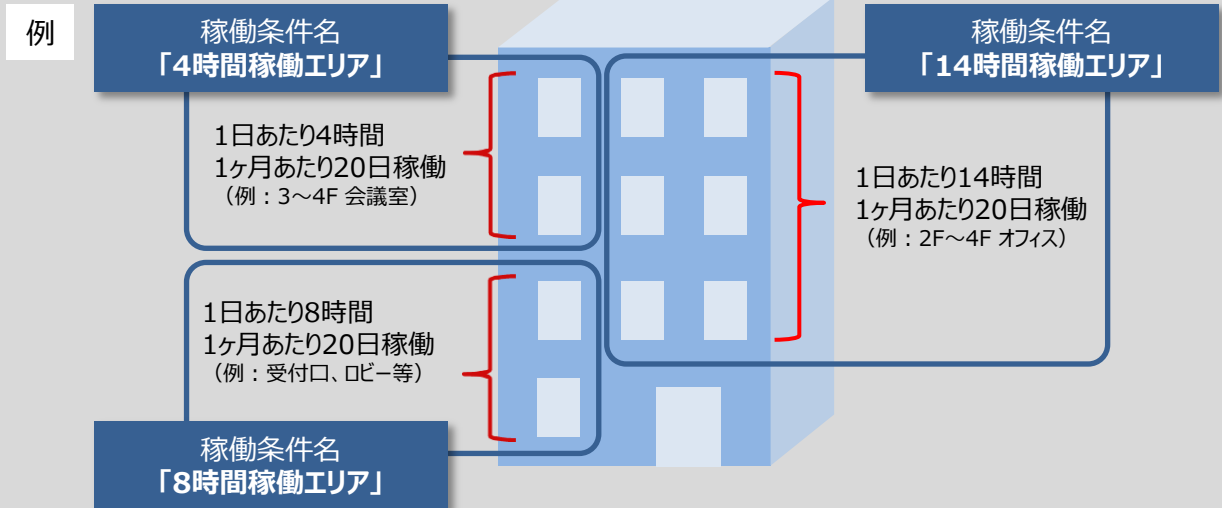 例
稼働条件名
「4時間稼働エリア」
1日あたり4時間
1ヶ月あたり20日稼働
（例：3～4F 会議室）
稼働条件名
「14時間稼働エリア」
1日あたり14時間
1ヶ月あたり20日稼働
（例：2F～4F オフィス）
1日あたり8時間
1ヶ月あたり20日稼働
（例：受付口、ロビー等）
稼働条件名
「8時間稼働エリア」